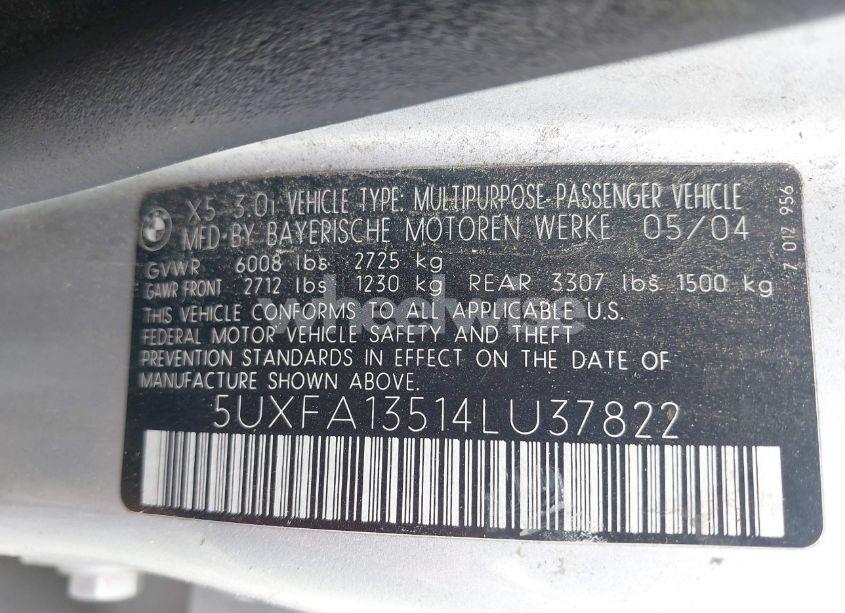 X5 3.0i VEHICLE TYPE: MULTIPURPOSE PASSENGER VEHICLE
MFD BY BAYERISCHE MOTOREN WERKE 05/04
GVWR 6008 lbs 2725 kg
GAWR FRONT 2712 lbs 1230 kg REAR 3307 lbs 1500 kg
THIS VEHICLE CONFORMS TO ALL APPLICABLE U.S.
FEDERAL MOTOR VEHICLE SAFETY AND THEFT
PREVENTION STANDARDS IN EFFECT ON THE DATE OF
MANUFACTURE SHOWN ABOVE.
5UXFA13514LU37822
7 012 956
wheelwise